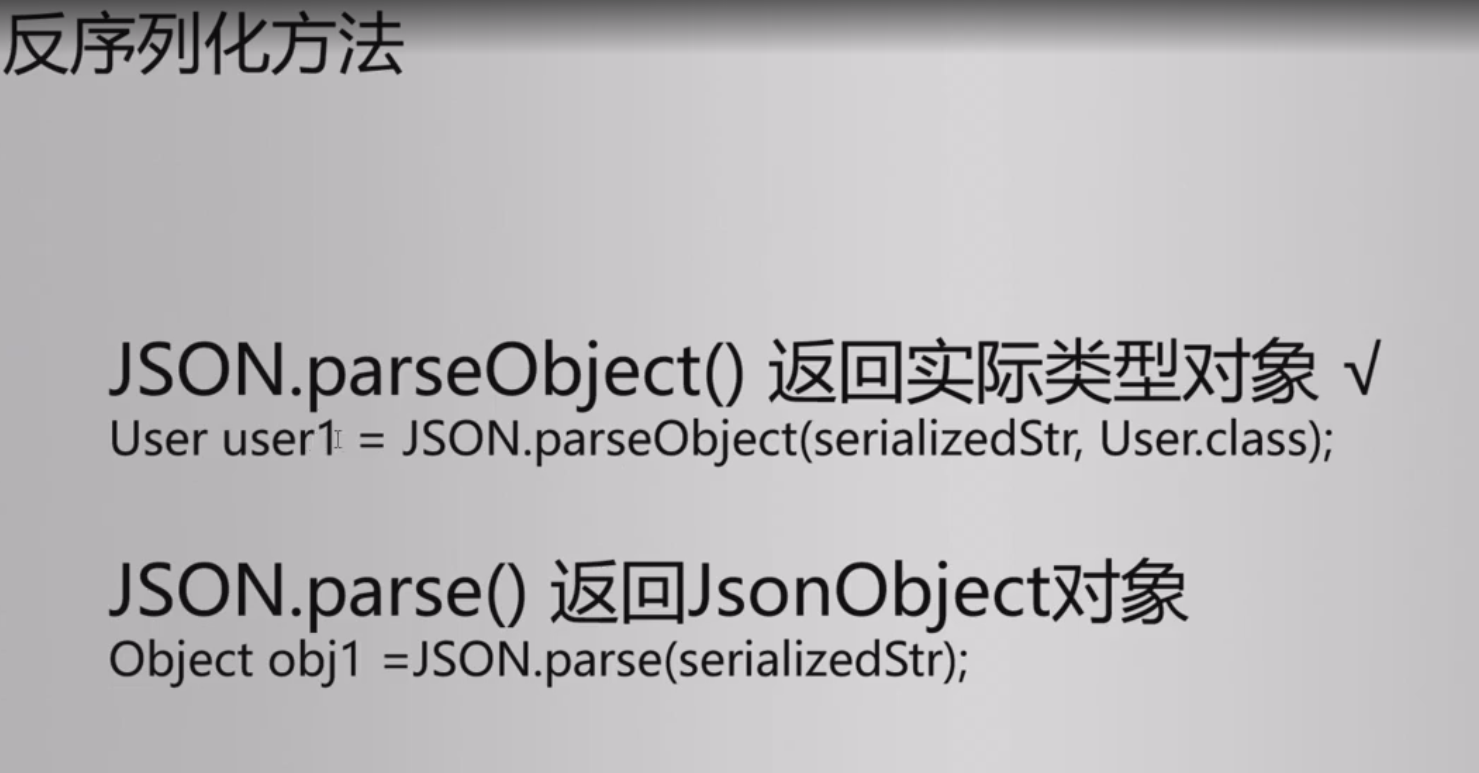 反序列化方法
JSON.parseObject() 返回实际类型对象 √
User user1 = JSON.parseObject(serializedStr, User.class);
JSON.parse() 返回JsonObject对象
Object obj1 =JSON.parse(serializedStr);